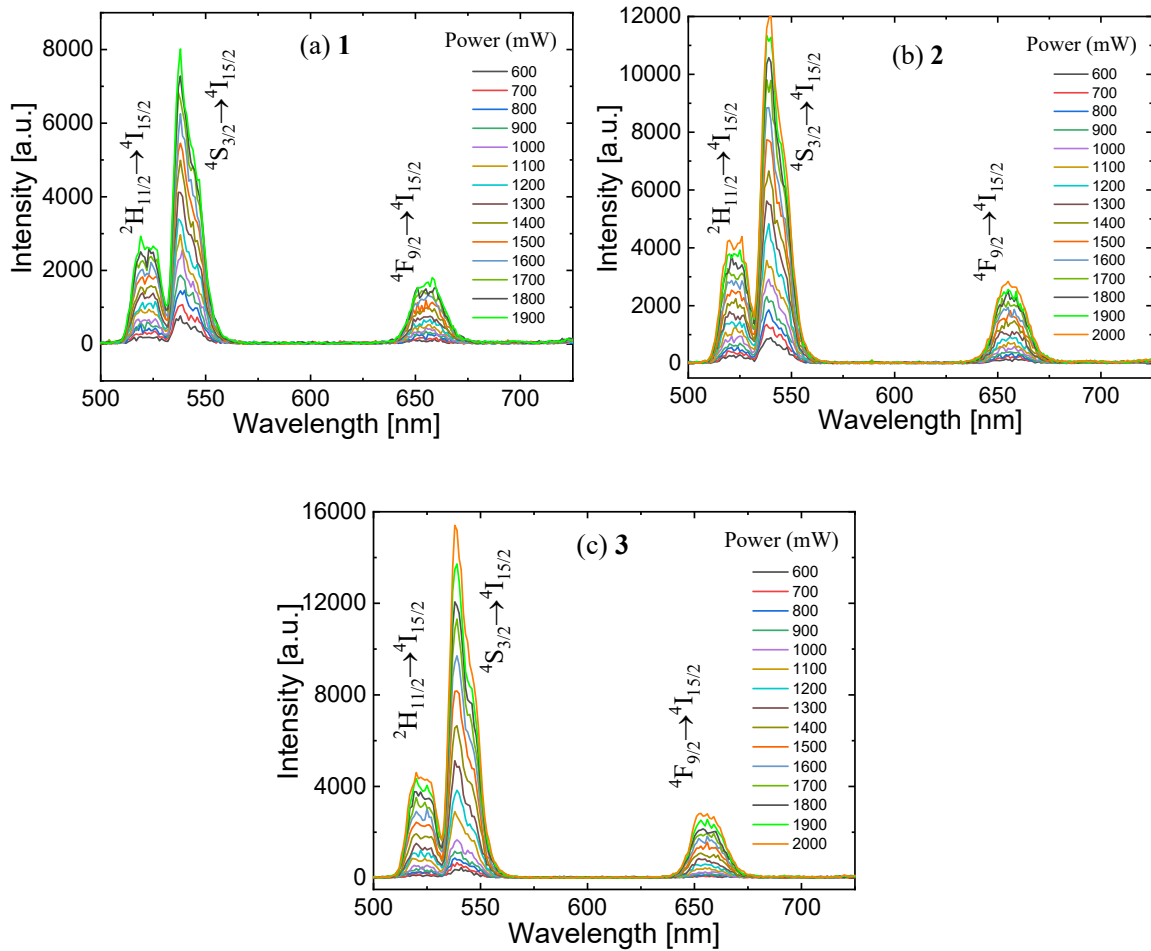 (a) 1
Power (mW)
600
700
800
900
1000
1100
1200
1300
1400
1500
1600
1700
1800
1900
²H₁₁/₂→⁴I₁₅/₂
⁴S₃/₂→⁴I₁₅/₂
⁴F₉/₂→⁴I₁₅/₂
Intensity [a.u.]
8000
6000
4000
2000
0
500 550 600 650 700
Wavelength [nm]
(b) 2
Power (mW)
600
700
800
900
1000
1100
1200
1300
1400
1500
1600
1700
1800
1900
2000
²H₁₁/₂→⁴I₁₅/₂
⁴S₃/₂→⁴I₁₅/₂
⁴F₉/₂→⁴I₁₅/₂
Intensity [a.u.]
12000
10000
8000
6000
4000
2000
0
500 550 600 650 700
Wavelength [nm]
(c) 3
Power (mW)
600
700
800
900
1000
1100
1200
1300
1400
1500
1600
1700
1800
1900
2000
²H₁₁/₂→⁴I₁₅/₂
⁴S₃/₂→⁴I₁₅/₂
⁴F₉/₂→⁴I₁₅/₂
Intensity [a.u.]
16000
12000
8000
4000
0
500 550 600 650 700
Wavelength [nm]